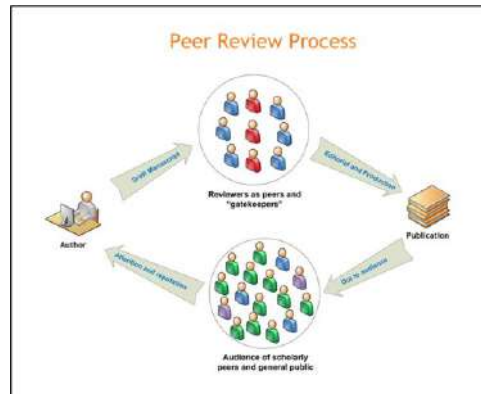 Peer Review Process
Draft Manuscript
Reviewers as peers and
"gatekeepers"
Editorial and Production
Author
Publication
Attention and reputation
Out to audience
Audience of scholarly
peers and general public